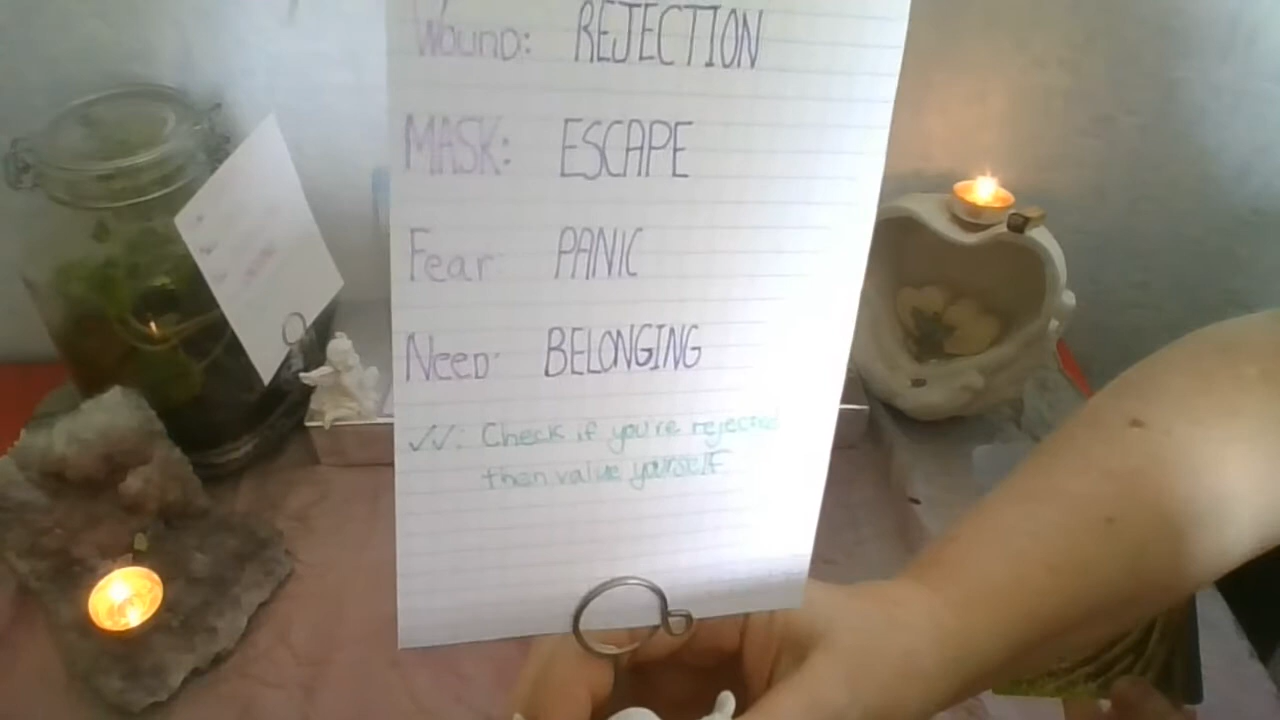 Wound: REJECTION
MASK: ESCAPE
Fear PANIC
Need: BELONGING
✓✓: Check if you're rejected
then value yourself